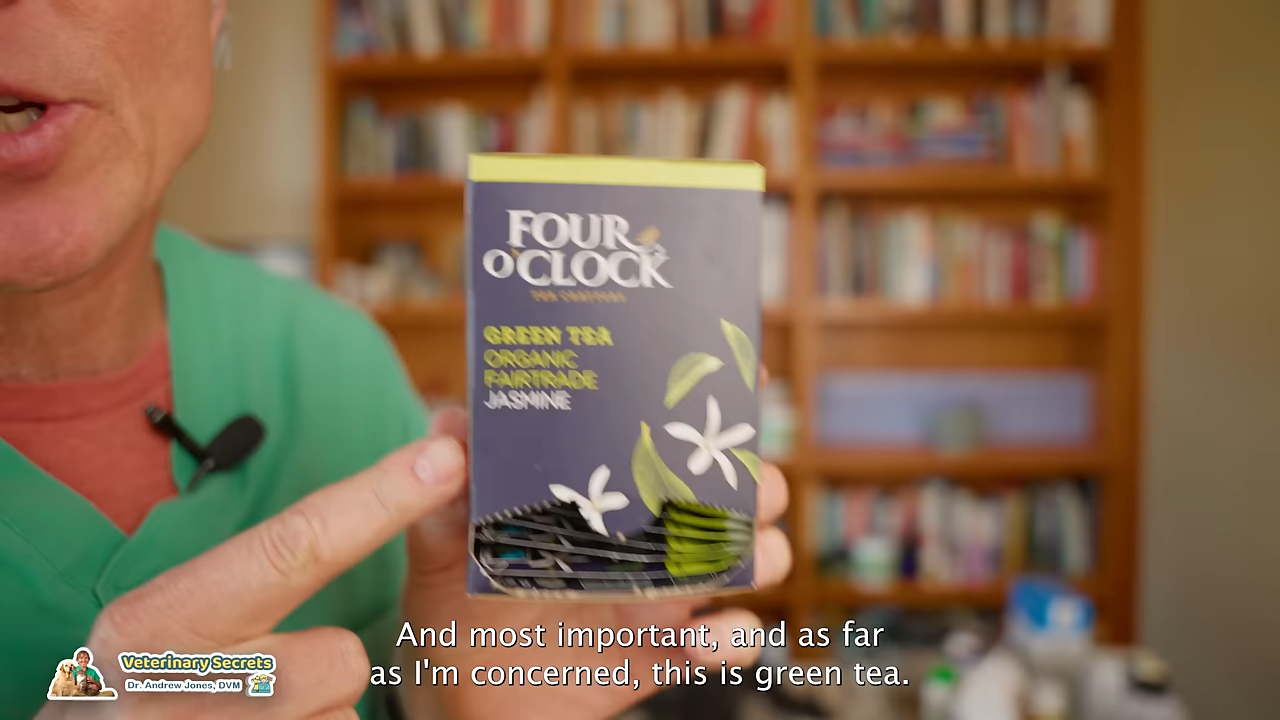 FOUR
O'CLOCK
GREEN TEA
ORGANIC
FAIRTRADE
JASMINE
And most important, and as far
as I'm concerned, this is green tea.
Veterinary Secrets
Dr. Andrew Jones, DVM